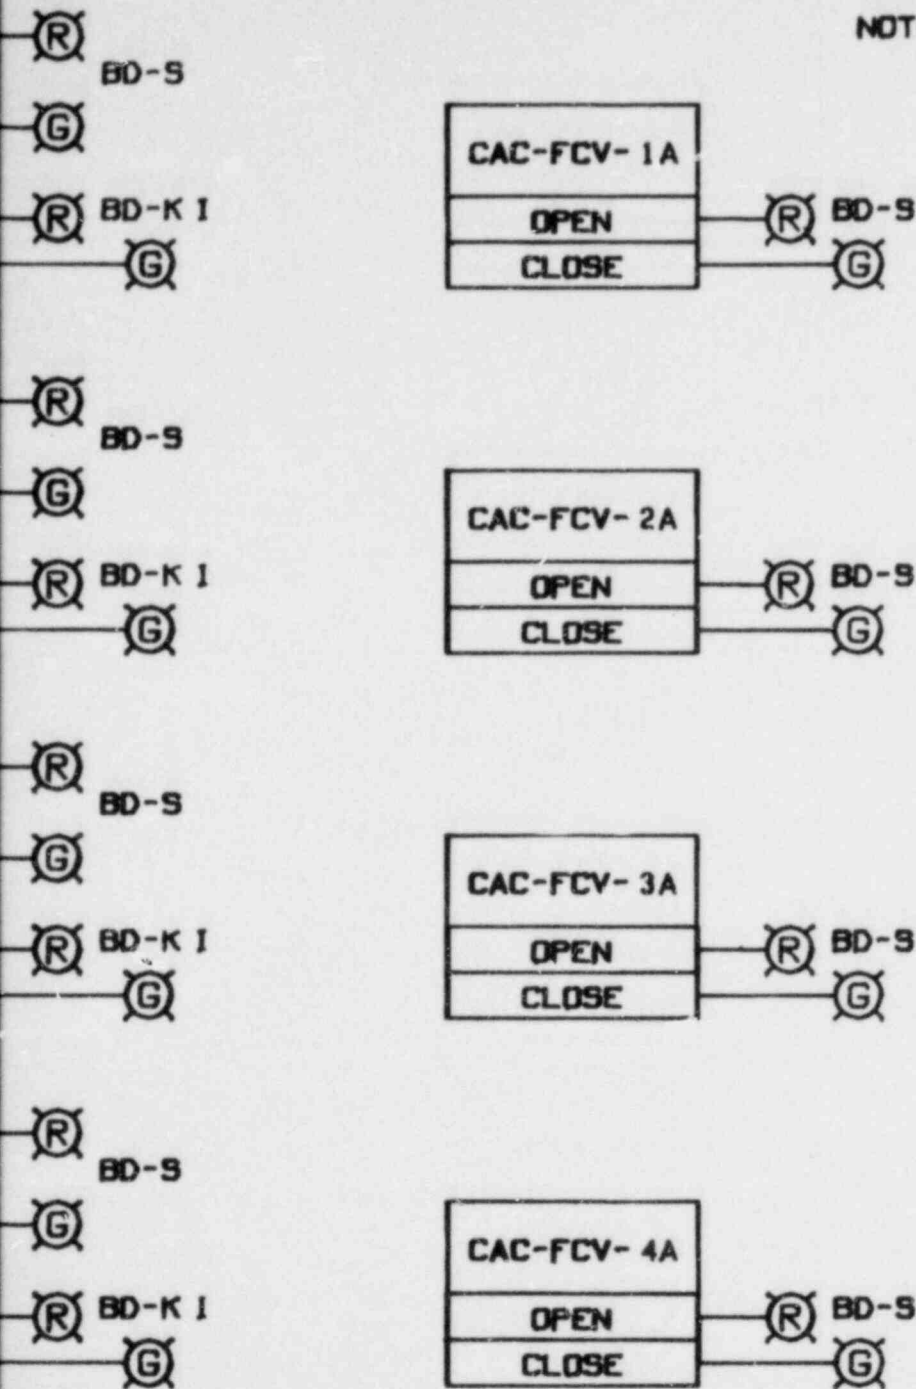 R
NOT
BD-S
G
CAC-FCV-1A
R BD-K I
OPEN R BD-S
G
CLOSE G
R
BD-S
G
CAC-FCV-2A
R BD-K I
OPEN R BD-S
G
CLOSE G
R
BD-S
G
CAC-FCV-3A
R BD-K I
OPEN R BD-S
G
CLOSE G
R
BD-S
G
CAC-FCV-4A
R BD-K I
OPEN R BD-S
G
CLOSE G